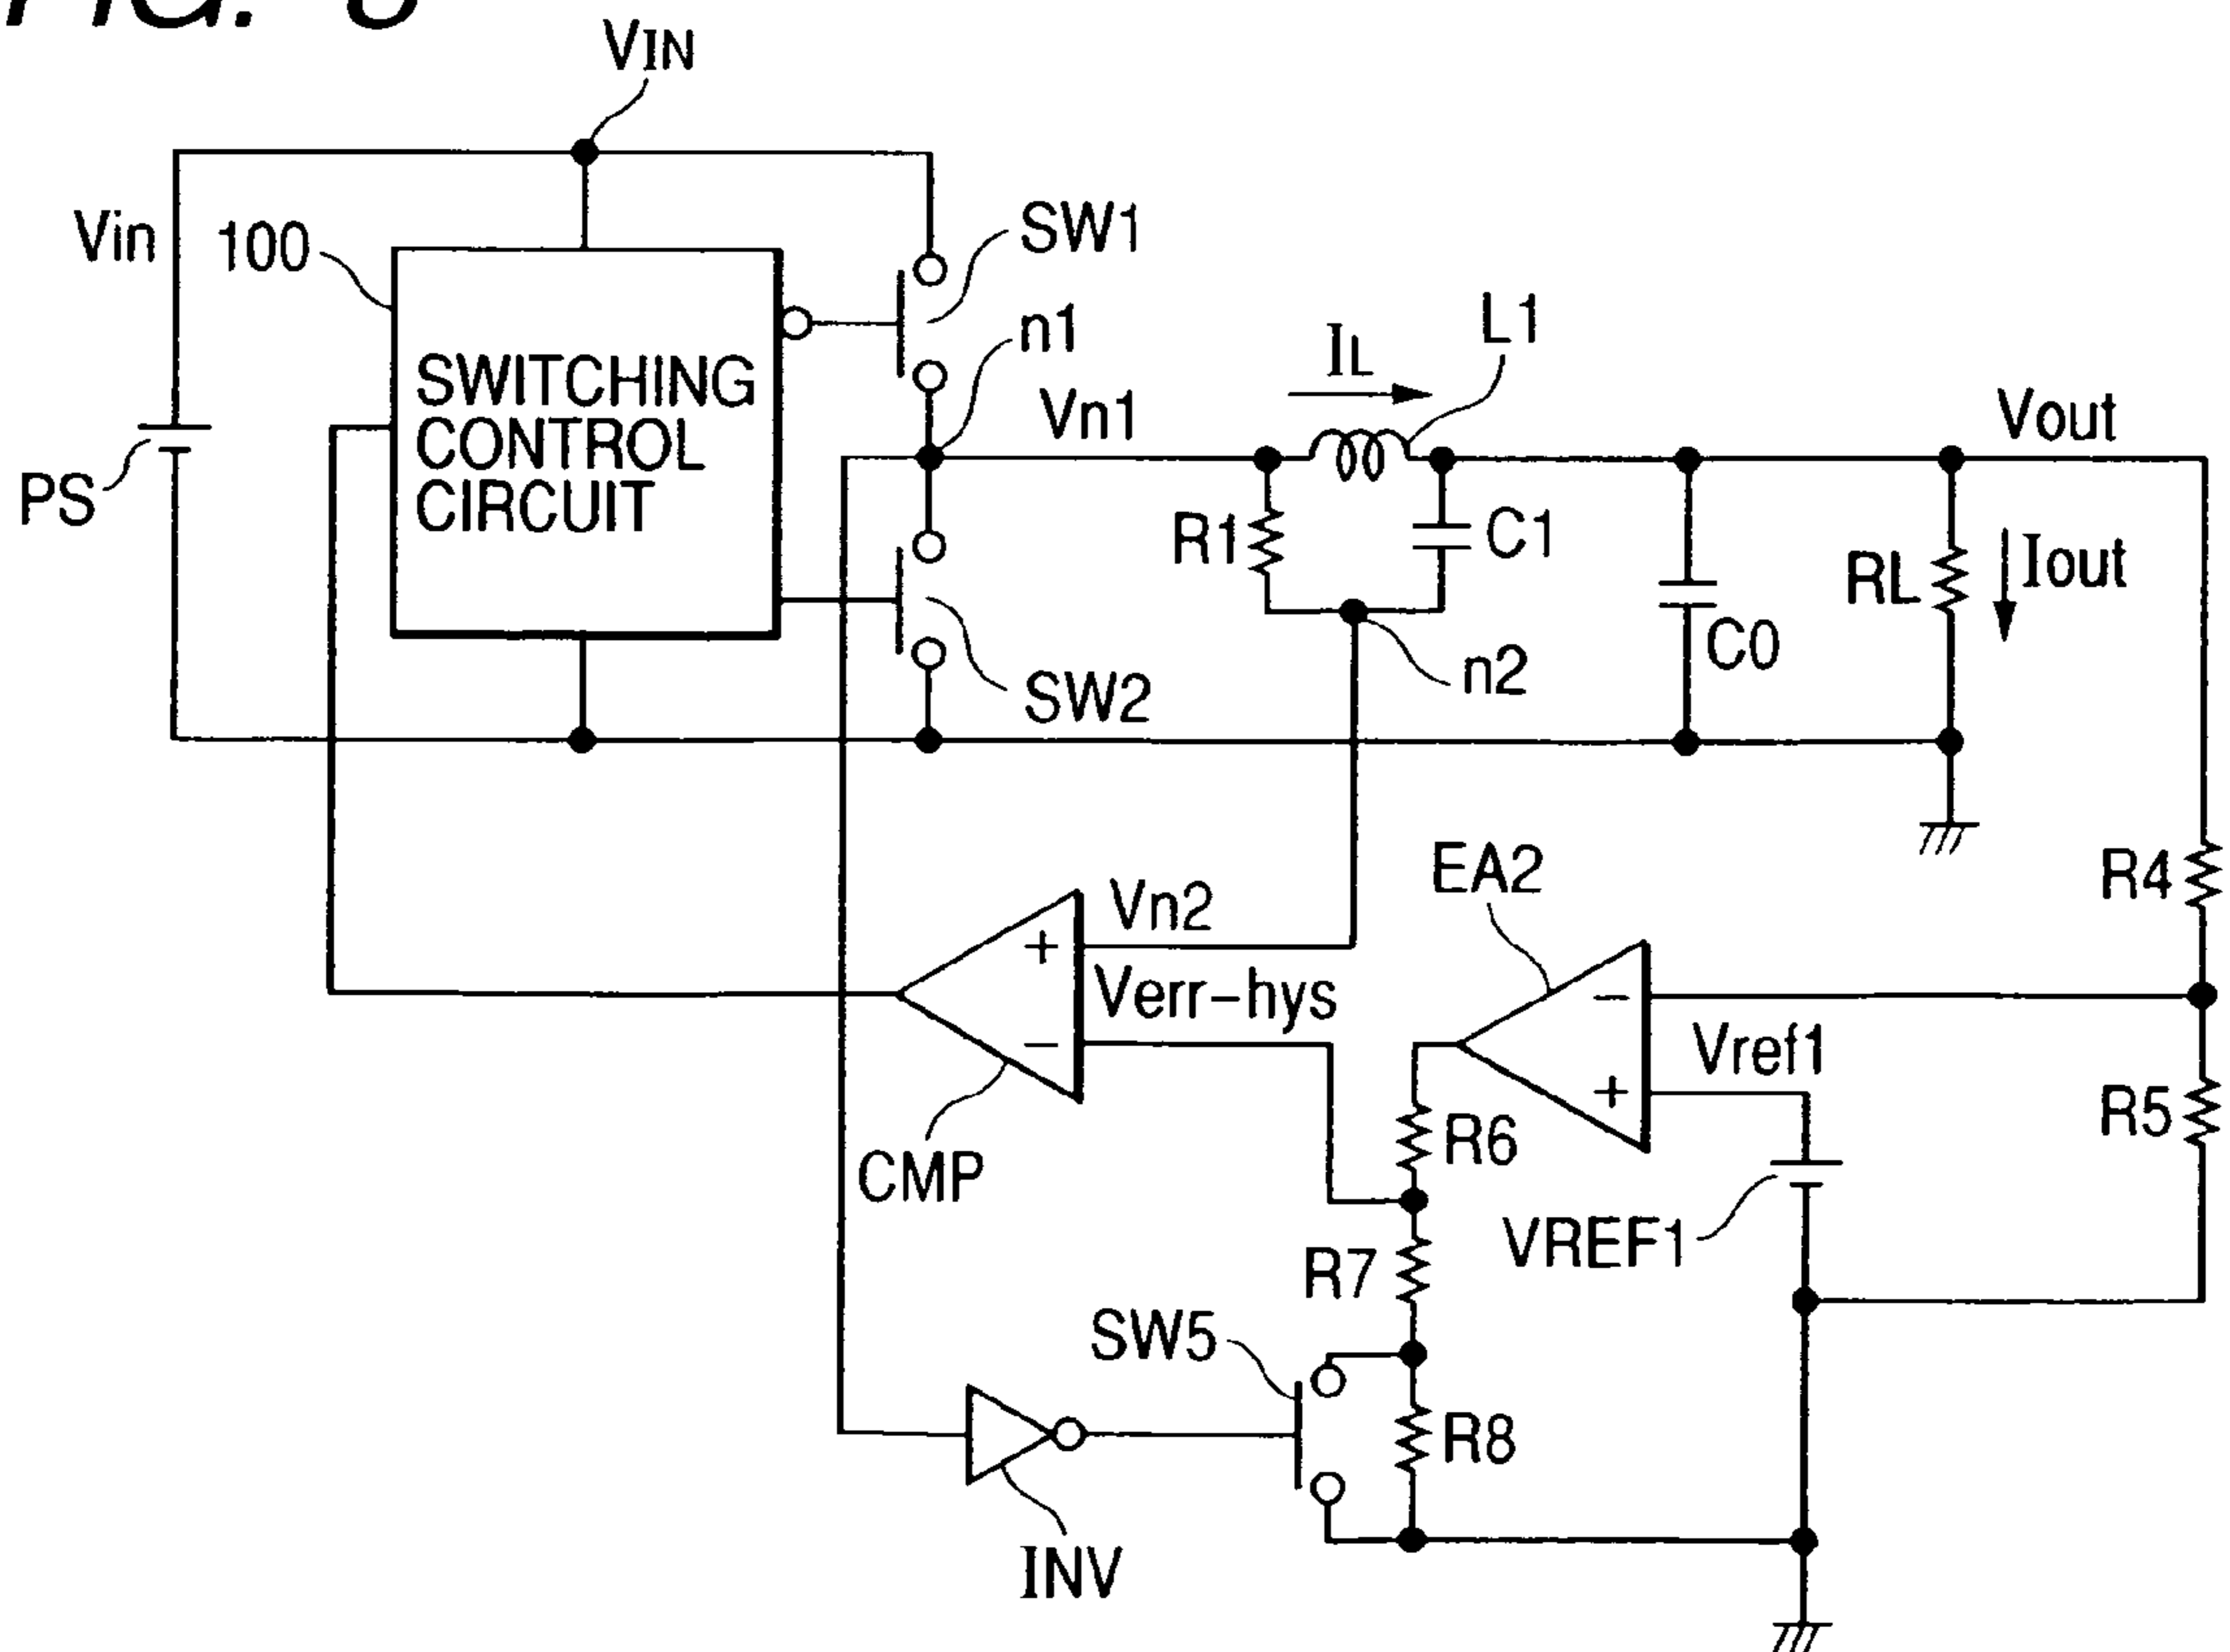 FIG.
VIN
Vin
100
SW1
n1
IL
L1
Vn1
Vout
SWITCHING
CONTROL
CIRCUIT
PS
R1
C1
RL
Iout
C0
n2
SW2
EA2
R4
Vn2
+
Verr-hys
−
−
Vref1
+
R5
R6
CMP
VREF1
R7
SW5
R8
INV